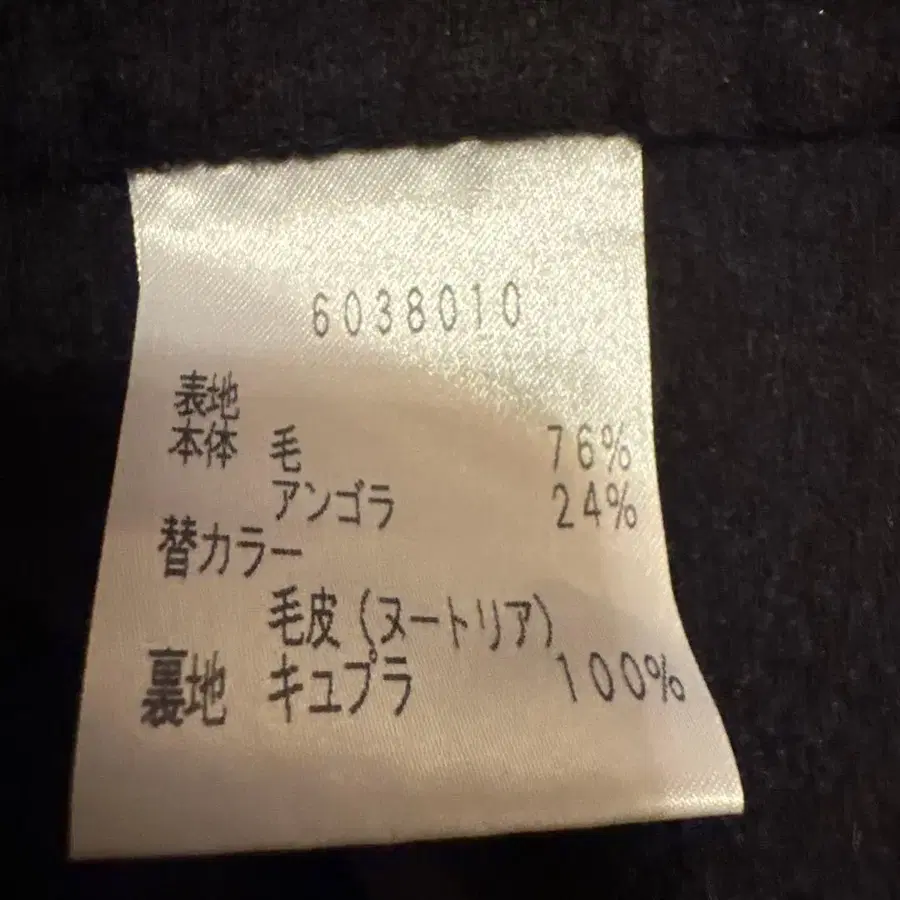 6038010
表地
本体 毛 76%
アンゴラ 24%
替カラー
毛皮(ヌートリア)
裏地 キュプラ 100%